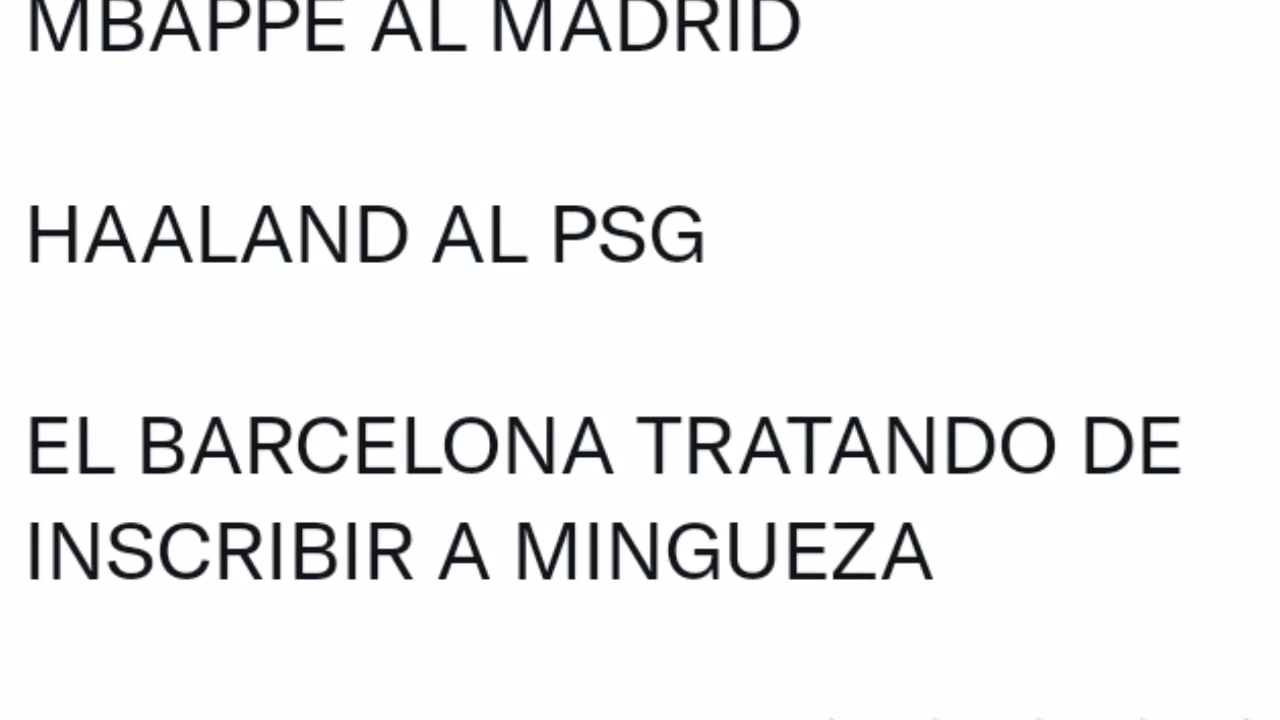 MBAPPE AL MADRID
HAALAND AL PSG
EL BARCELONA TRATANDO DE
INSCRIBIR A MINGUEZA